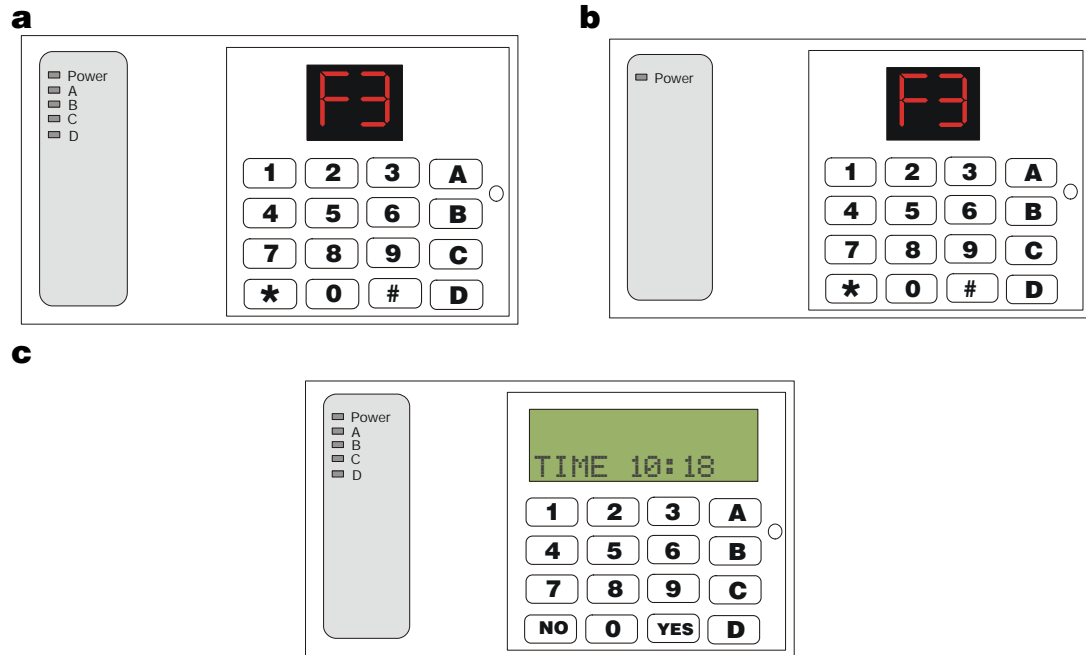 a
Power
A
B
C
D
F3
1 2 3 A
4 5 6 B
7 8 9 C
* 0 # D
b
Power
F3
1 2 3 A
4 5 6 B
7 8 9 C
* 0 # D
c
Power
A
B
C
D
TIME 10:18
1 2 3 A
4 5 6 B
7 8 9 C
NO 0 YES D